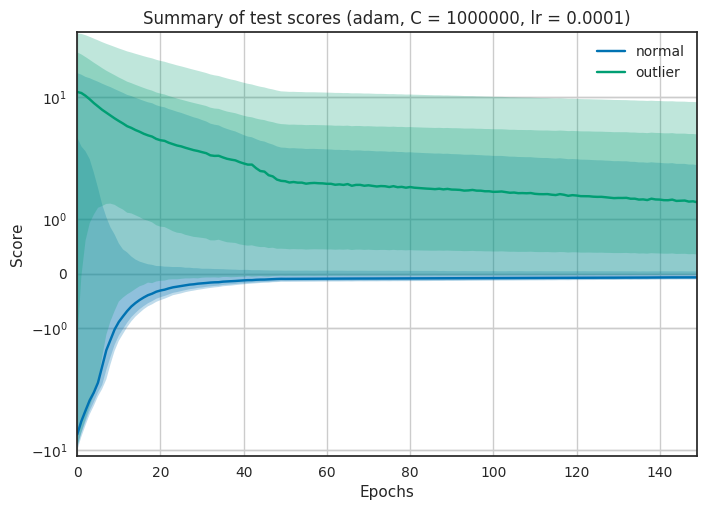 Summary of test scores (adam, C = 1000000, lr = 0.0001)
normal
outlier
10¹
10⁰
0
−10⁰
−10¹
Score
0 20 40 60 80 100 120 140
Epochs